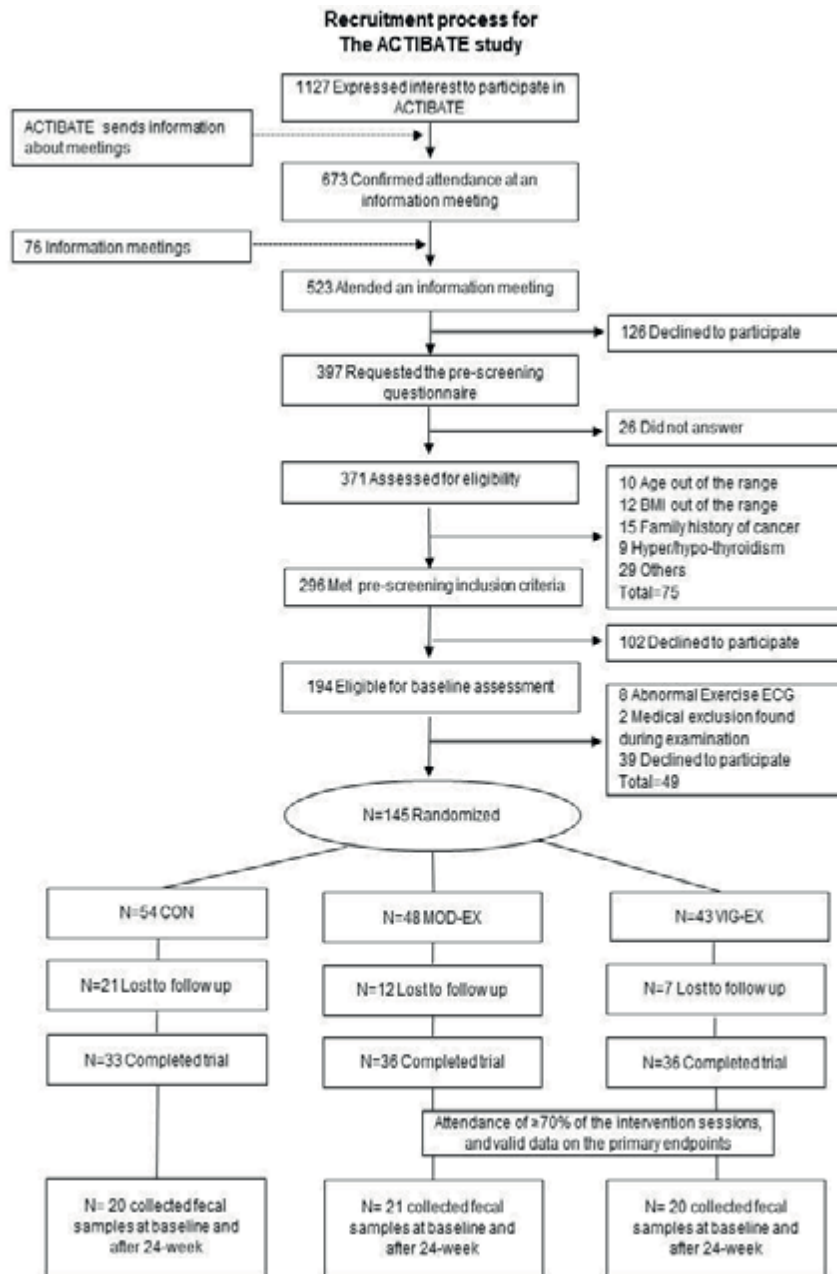 Recruitment process for
The ACTIBATE study
1127 Expressed interest to participate in
ACTIBATE
ACTIBATE sends information
about meetings
673 Confirmed attendance at an
information meeting
76 Information meetings
523 Atended an information meeting
126 Declined to participate
397 Requested the pre-screening
questionnaire
26 Did not answer
371 Assessed for eligibility
10 Age out of the range
12 BMI out of the range
15 Family history of cancer
9 Hyper/hypo-thyroidism
29 Others
Total=75
296 Met pre-screening inclusion criteria
102 Declined to participate
194 Eligible for baseline assessment
8 Abnormal Exercise ECG
2 Medical exclusion found
during examination
39 Declined to participate
Total=49
N=145 Randomized
N=54 CON
N=48 MOD-EX
N=43 VIG-EX
N=21 Lost to follow up
N=12 Lost to follow up
N=7 Lost to follow up
N=33 Completed trial
N=36 Completed trial
N=36 Completed trial
Attendance of ≥70% of the intervention sessions,
and valid data on the primary endpoints
N= 20 collected fecal
samples at baseline and
after 24-week
N= 21 collected fecal
samples at baseline and
after 24-week
N= 20 collected fecal
samples at baseline and
after 24-week